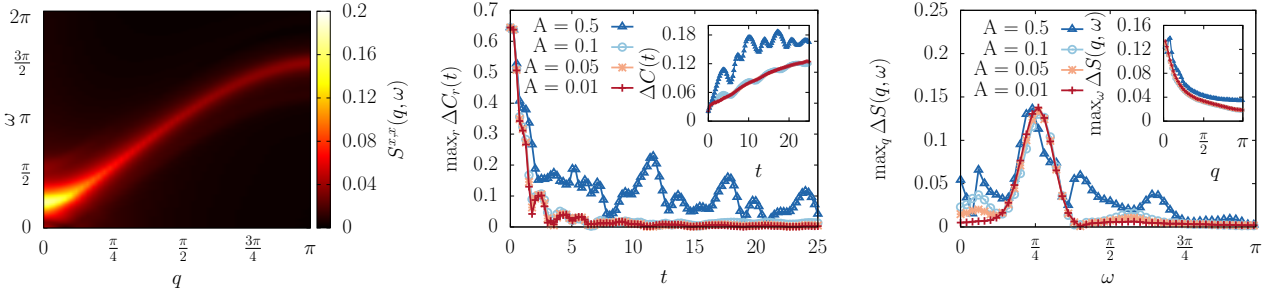 2π
3π/2
π
π/2
0
ω
0
π/4
π/2
3π/4
π
q
0.2
0.16
0.12
0.08
0.04
0
S^{x,x}(q, ω)
0.7
0.6
0.5
0.4
0.3
0.2
0.1
0
max_r ΔC_r(t)
A = 0.5
A = 0.1
A = 0.05
A = 0.01
0.18
0.12
0.06
0
ΔC(t)
0 5 10 15 20
t
0 5 10 15 20 25
t
0.25
0.2
0.15
0.1
0.05
0
max_q ΔS(q, ω)
A = 0.5
A = 0.1
A = 0.05
A = 0.01
0.16
0.12
0.08
0.04
0
max_ω ΔS(q, ω)
0 π/2 π
q
0 π/4 π/2 3π/4 π
ω